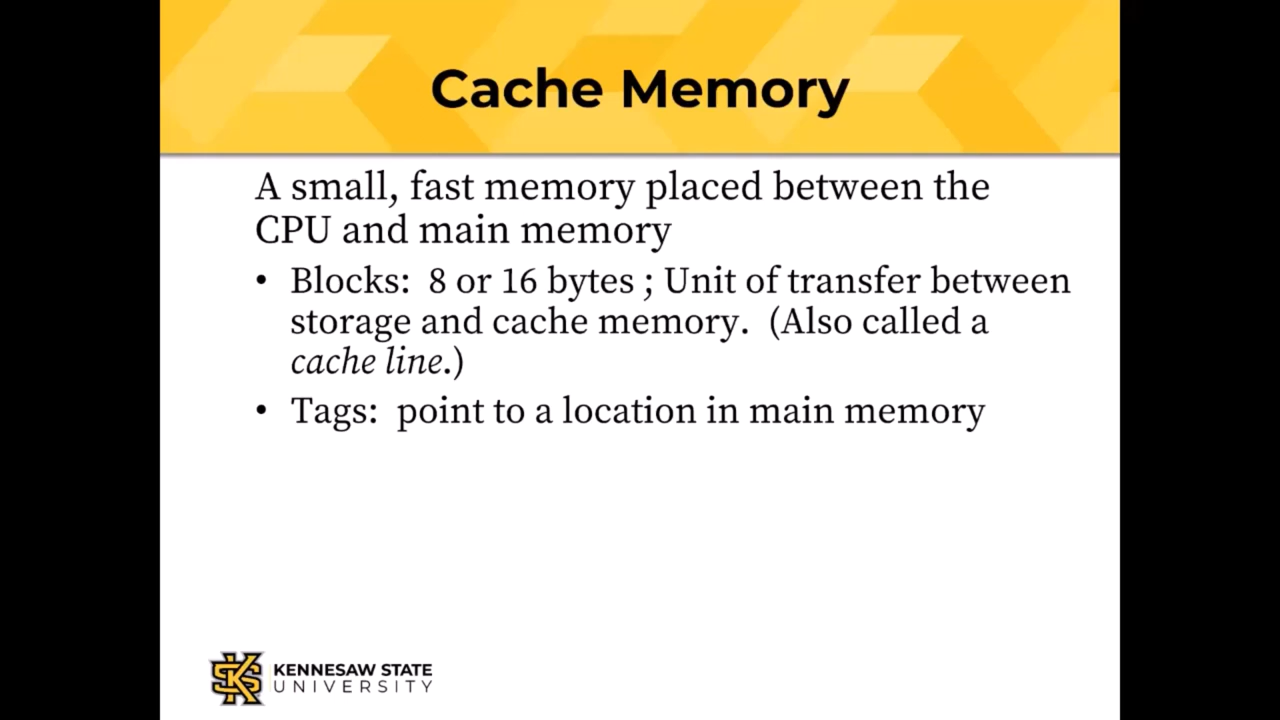 Cache Memory
A small, fast memory placed between the
CPU and main memory
• Blocks:  8 or 16 bytes ; Unit of transfer between
storage and cache memory.  (Also called a
cache line.)
• Tags:  point to a location in main memory
KENNESAW STATE
UNIVERSITY